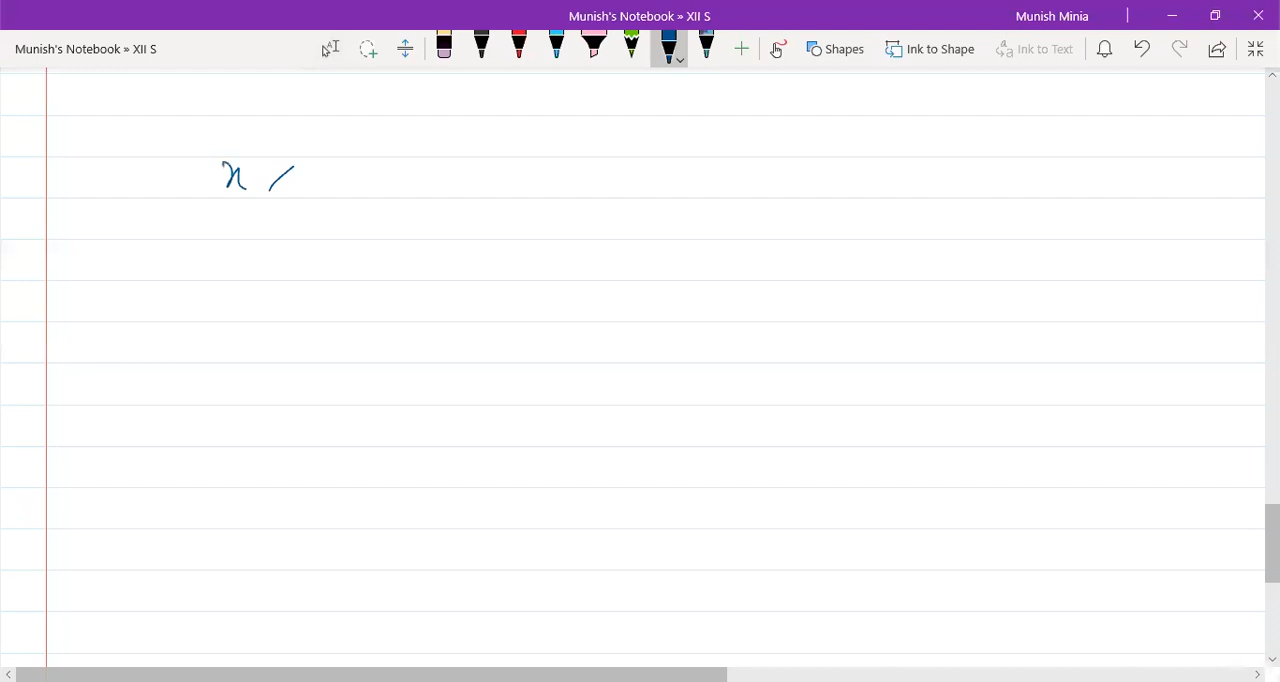 Munish's Notebook » XII S
Munish Minia
Munish's Notebook » XII S
Shapes
Ink to Shape
Ink to Text
x /